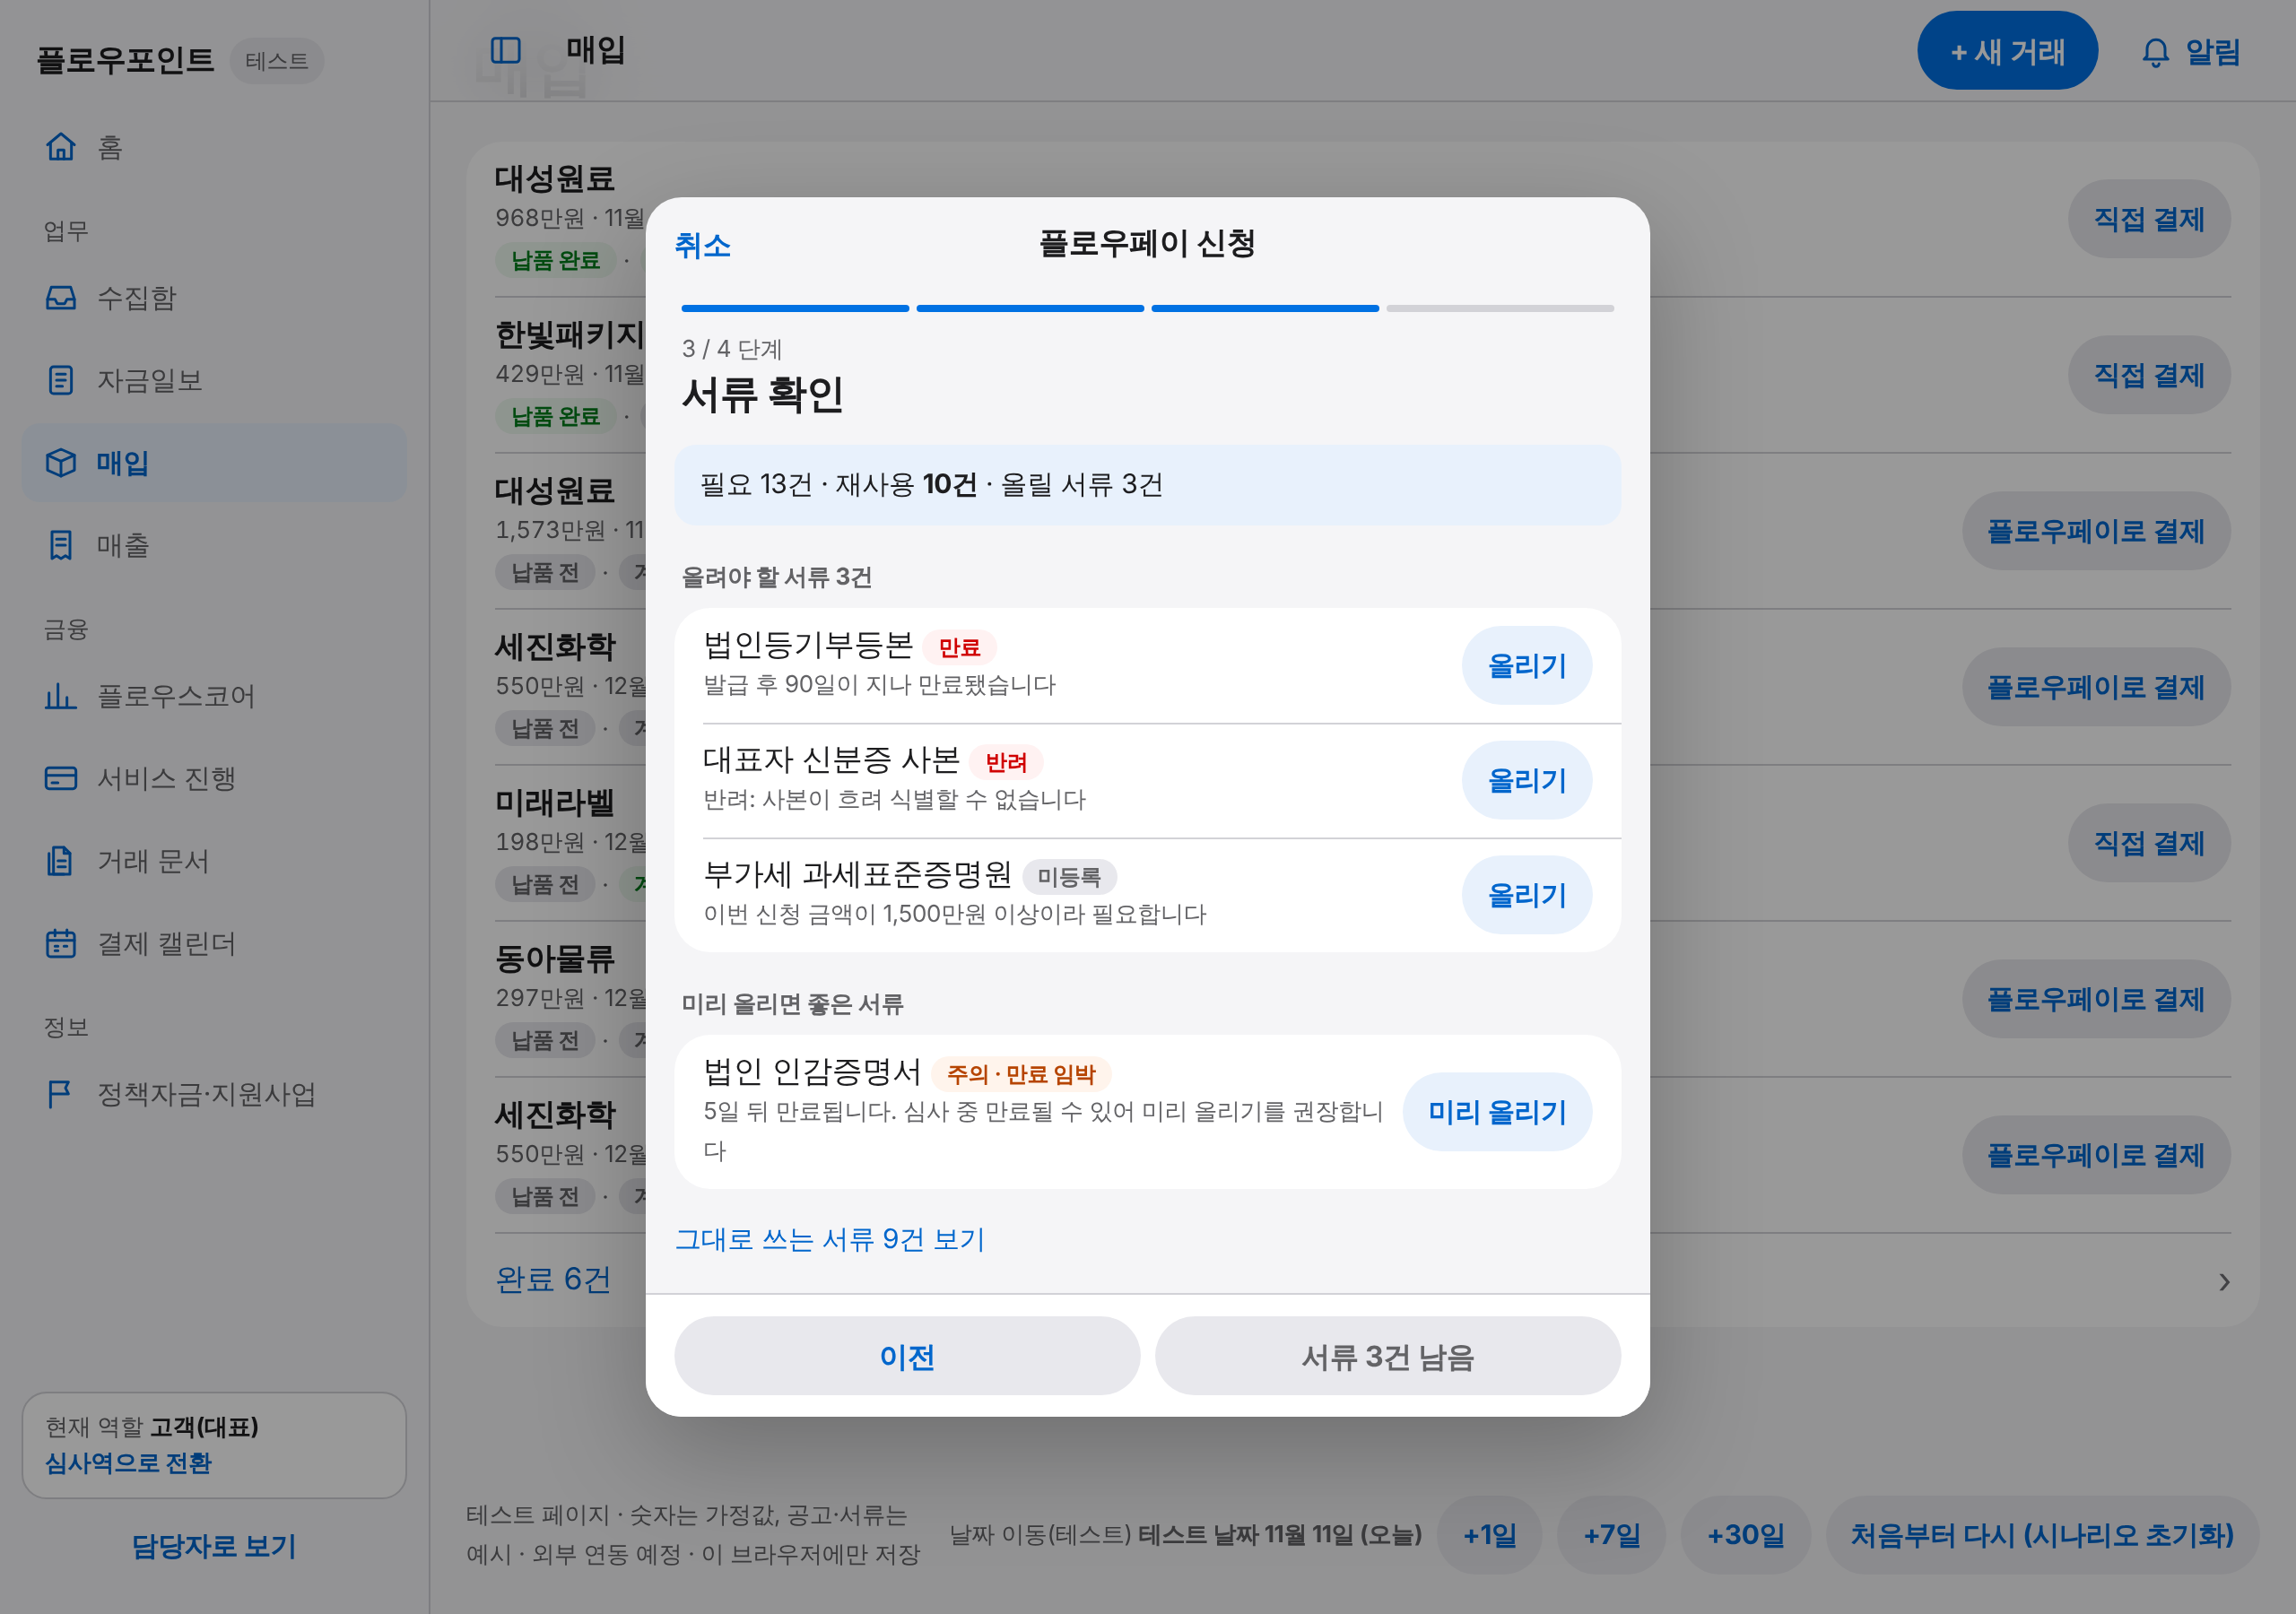 플로우포인트 테스트
홈
업무
수집함
자금일보
매입
매출
금융
플로우스코어
서비스 진행
거래 문서
결제 캘린더
정보
정책자금·지원사업
현재 역할 고객(대표)
심사역으로 전환
담당자로 보기
매입
매입
+ 새 거래
알림
대성원료
968만원 · 11월
납품 완료 ·
직접 결제
한빛패키지
429만원 · 11월
납품 완료 ·
직접 결제
대성원료
1,573만원 · 11
납품 전 ·
플로우페이로 결제
세진화학
550만원 · 12월
납품 전 ·
플로우페이로 결제
미래라벨
198만원 · 12월
납품 전 ·
직접 결제
동아물류
297만원 · 12월
납품 전 ·
플로우페이로 결제
세진화학
550만원 · 12월
납품 전 ·
플로우페이로 결제
완료 6건 ›
취소
플로우페이 신청
3 / 4 단계
서류 확인
필요 13건 · 재사용 10건 · 올릴 서류 3건
올려야 할 서류 3건
법인등기부등본 만료
발급 후 90일이 지나 만료됐습니다
올리기
대표자 신분증 사본 반려
반려: 사본이 흐려 식별할 수 없습니다
올리기
부가세 과세표준증명원 미등록
이번 신청 금액이 1,500만원 이상이라 필요합니다
올리기
미리 올리면 좋은 서류
법인 인감증명서 주의 · 만료 임박
5일 뒤 만료됩니다. 심사 중 만료될 수 있어 미리 올리기를 권장합니
다
미리 올리기
그대로 쓰는 서류 9건 보기
이전
서류 3건 남음
테스트 페이지 · 숫자는 가정값, 공고·서류는
예시 · 외부 연동 예정 · 이 브라우저에만 저장
날짜 이동(테스트) 테스트 날짜 11월 11일 (오늘)
+1일
+7일
+30일
처음부터 다시 (시나리오 초기화)